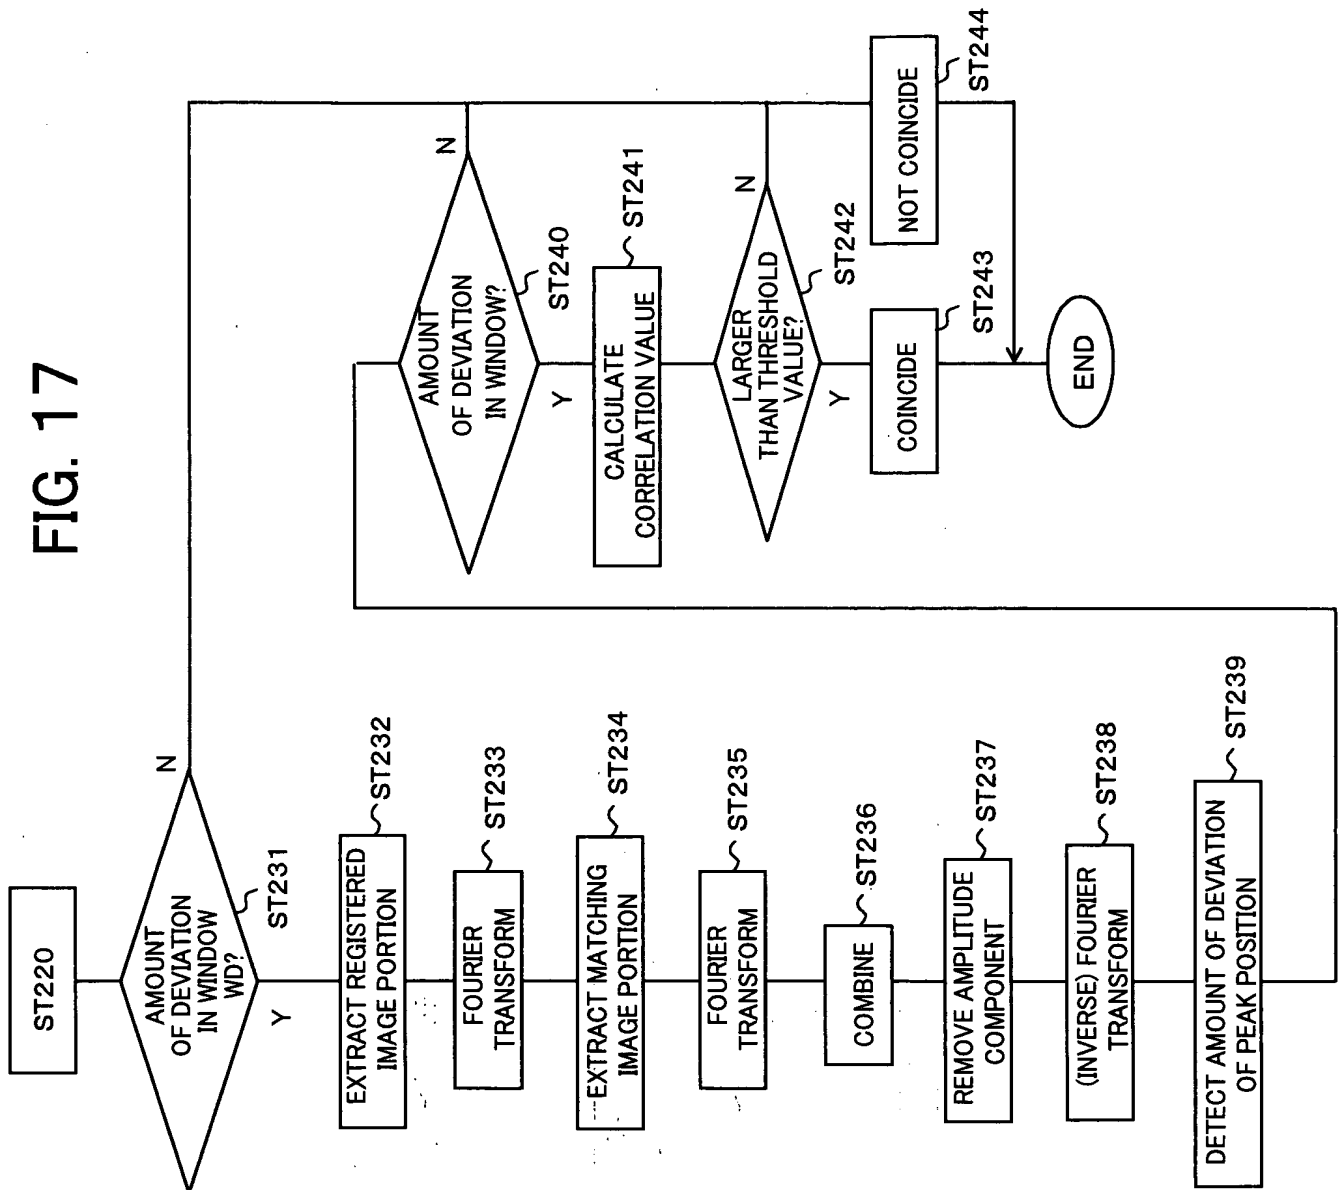 FIG. 17
ST220
AMOUNT
OF DEVIATION
IN WINDOW
WD?
ST231
N
Y
EXTRACT REGISTERED
IMAGE PORTION
ST232
FOURIER
TRANSFORM
ST233
EXTRACT MATCHING
IMAGE PORTION
ST234
FOURIER
TRANSFORM
ST235
COMBINE
ST236
REMOVE AMPLITUDE
COMPONENT
ST237
(INVERSE) FOURIER
TRANSFORM
ST238
DETECT AMOUNT OF DEVIATION
OF PEAK POSITION
ST239
AMOUNT
OF DEVIATION
IN WINDOW?
ST240
N
Y
CALCULATE
CORRELATION VALUE
ST241
LARGER
THAN THRESHOLD
VALUE?
ST242
N
Y
COINCIDE
ST243
NOT COINCIDE
ST244
END